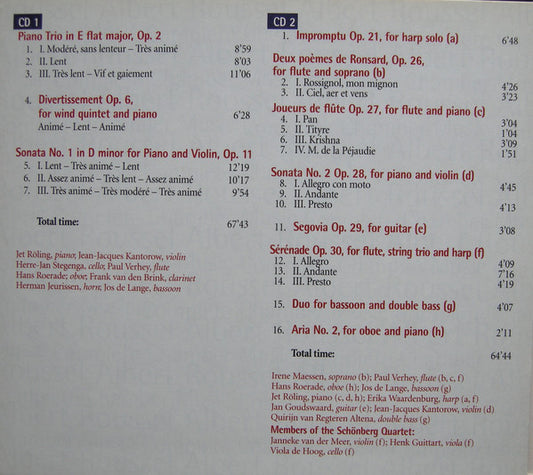 CD 1
Piano Trio in E flat major, Op. 2
1. I. Modéré, sans lenteur – Très animé 8'59
2. II. Lent 8'03
3. III. Très lent – Vif et gaiement 11'06
4. Divertissement Op. 6,
for wind quintet and piano 6'28
Animé – Lent – Animé
Sonata No. 1 in D minor for Piano and Violin, Op. 11
5. I. Lent – Très animé – Lent 12'19
6. II. Assez animé – Très lent – Assez animé 10'17
7. III. Très animé – Très modéré – Très animé 9'54
Total time: 67'43
Jet Röling, piano; Jean-Jacques Kantorow, violin
Herre-Jan Stegenga, cello; Paul Verhey, flute
Hans Roerade; oboe; Frank van den Brink, clarinet
Herman Jeurissen, horn; Jos de Lange, bassoon
CD 2
1. Impromptu Op. 21, for harp solo (a) 6'48
Deux poèmes de Ronsard, Op. 26,
for flute and soprano (b)
2. I. Rossignol, mon mignon 4'26
3. II. Ciel, aer et vens 3'23
Joueurs de flûte Op. 27, for flute and piano (c)
4. I. Pan 3'04
5. II. Tityre 1'04
6. III. Krishna 3'09
7. IV. M. de la Péjaudie 1'51
Sonata No. 2 Op. 28, for piano and violin (d)
8. I. Allegro con moto 4'45
9. II. Andante
10. III. Presto 4'13
11. Segovia Op. 29, for guitar (e) 3'08
Sérénade Op. 30, for flute, string trio and harp (f)
12. I. Allegro 4'09
13. II. Andante 7'16
14. III. Presto 4'19
15. Duo for bassoon and double bass (g) 4'07
16. Aria No. 2, for oboe and piano (h) 2'11
Total time: 64'44
Irene Maessen, soprano (b); Paul Verhey, flute (b, c, f)
Hans Roerade, oboe (h); Jos de Lange, bassoon (g)
Jet Röling, piano (c, d, h); Erika Waardenburg, harp (a, f)
Jan Goudswaard, guitar (e); Jean-Jacques Kantorow, violin (d)
Quirijn van Regteren Altena, double bass (g)
Members of the Schönberg Quartet:
Janneke van der Meer, violin (f); Henk Guittart, viola (f)
Viola de Hoog, cello (f)